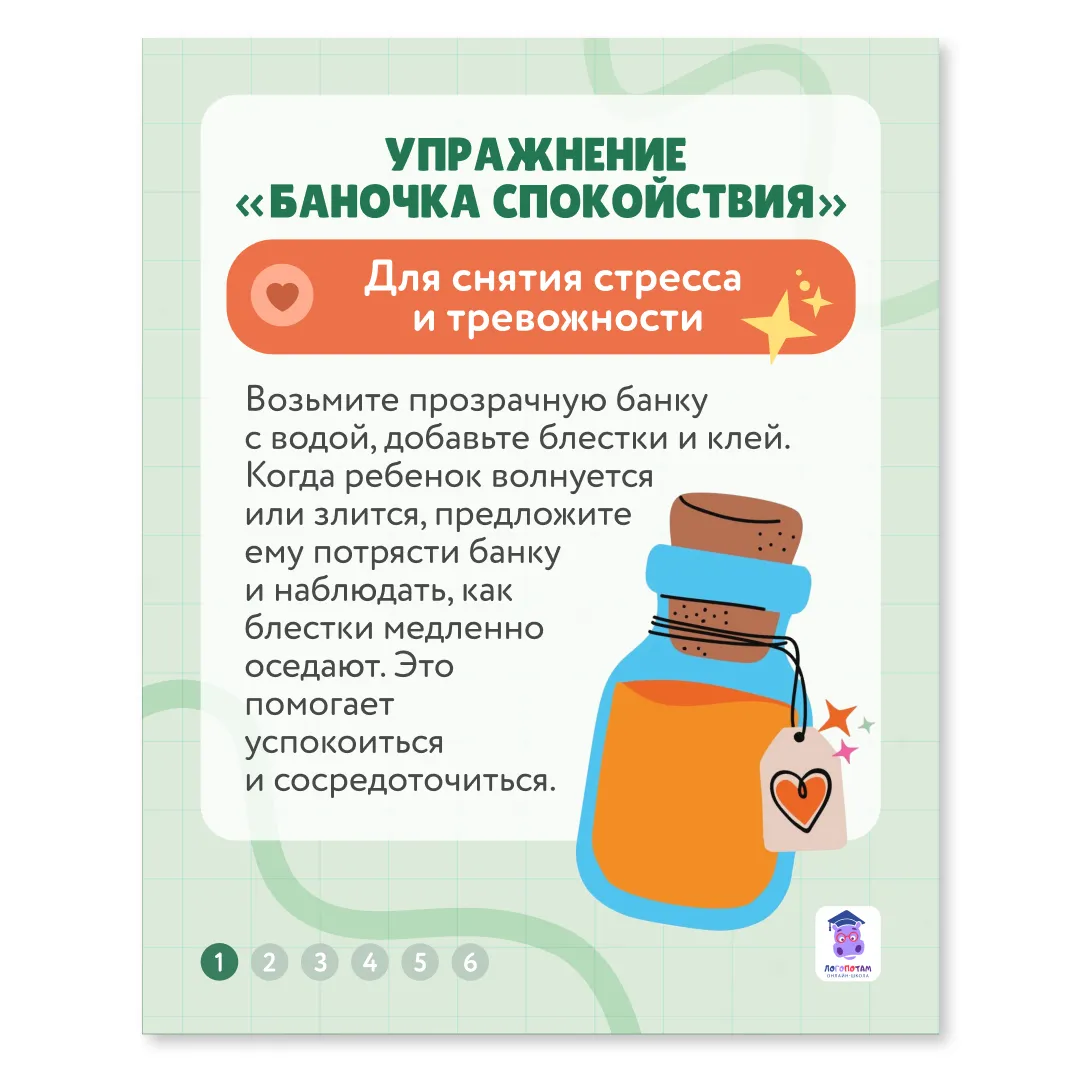 УПРАЖНЕНИЕ
«БАНОЧКА СПОКОЙСТВИЯ»
Для снятия стресса
и тревожности
Возьмите прозрачную банку
с водой, добавьте блестки и клей.
Когда ребенок волнуется
или злится, предложите
ему потрясти банку
и наблюдать, как
блестки медленно
оседают. Это
помогает
успокоиться
и сосредоточиться.
1 2 3 4 5 6
ЛОГОПОТАМ
ОНЛАЙН-ШКОЛА